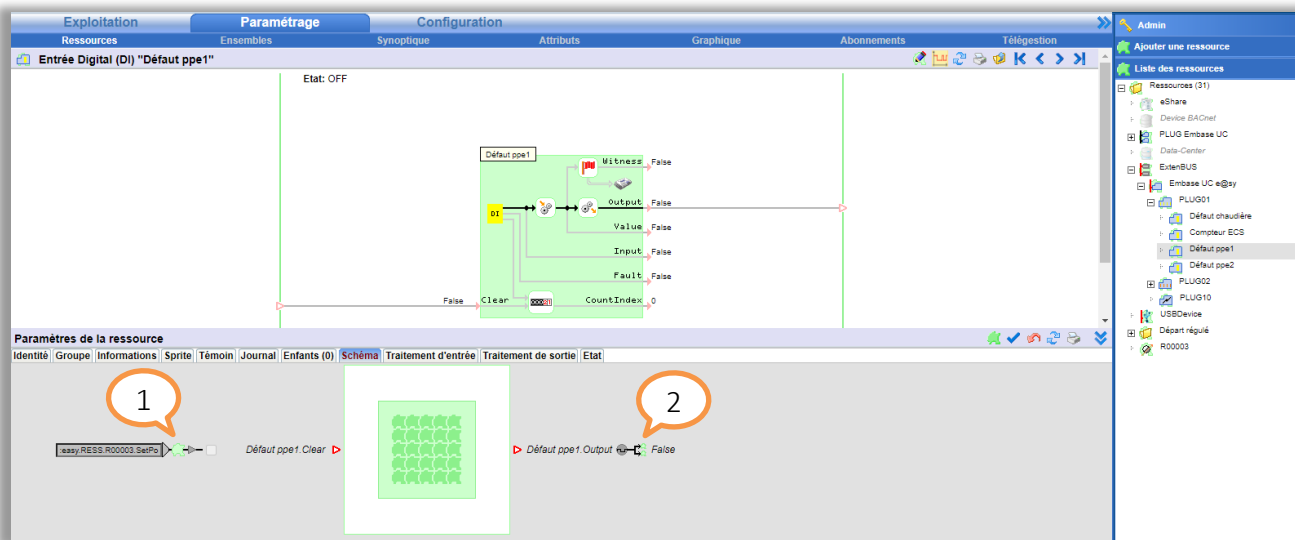 Exploitation Paramétrage Configuration
Ressources Ensembles Synoptique Attributs Graphique Abonnements Télégestion
Entrée Digital (DI) "Défaut ppe1"
Etat: OFF
Défaut ppe1
Witness False
DI Output False
Value False
Input False
Fault False
False Clear 00081 CountIndex 0
Paramètres de la ressource
Identité Groupe Informations Sprite Témoin Journal Enfants (0) Schéma Traitement d'entrée Traitement de sortie Etat
1 2
:easy.RESS.R00003.SetPo Défaut ppe1.Clear Défaut ppe1.Output False
Admin
Ajouter une ressource
Liste des ressources
Ressources (31)
eShare
Device BACnet
PLUG Embase UC
Data-Center
ExtenBUS
Embase UC e@sy
PLUG01
Défaut chaudière
Compteur ECS
Défaut ppe1
Défaut ppe2
PLUG02
PLUG10
USBDevice
Départ régulé
R00003